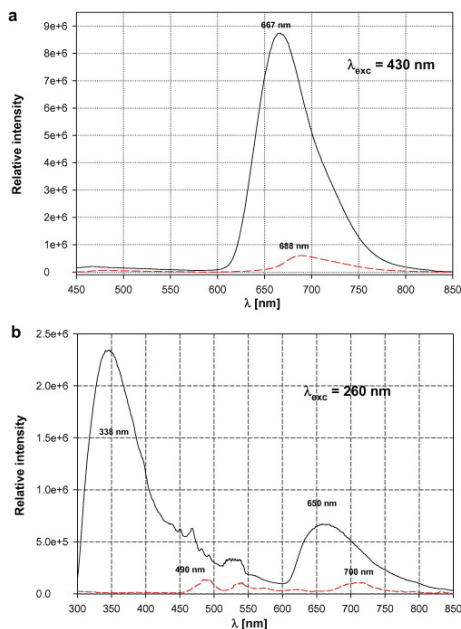 a
667 nm
λexc = 430 nm
688 nm
Relative intensity
9e+6
8e+6
7e+6
6e+6
5e+6
4e+6
3e+6
2e+6
1e+6
0
450 500 550 600 650 700 750 800 850
λ [nm]
b
λexc = 260 nm
338 nm
650 nm
490 nm
700 nm
Relative intensity
2.5e+6
2.0e+6
1.5e+6
1.0e+6
5.0e+5
0.0
300 350 400 450 500 550 600 650 700 750 800 850
λ [nm]